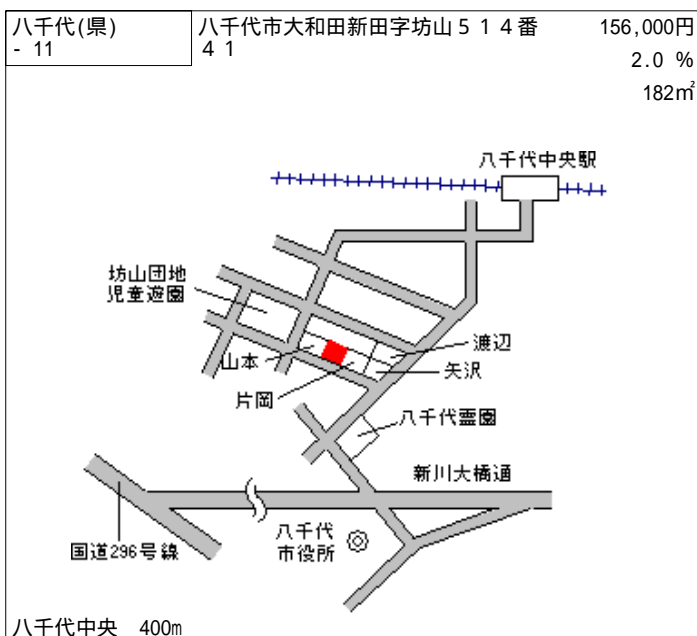 八千代(県)
- 11
八千代市大和田新田字坊山５１４番
４１
156,000円
2.0 %
182㎡
八千代中央駅
坊山団地
児童遊園
渡辺
山本
矢沢
片岡
八千代霊園
新川大橋通
八千代
市役所
国道296号線
八千代中央 400m